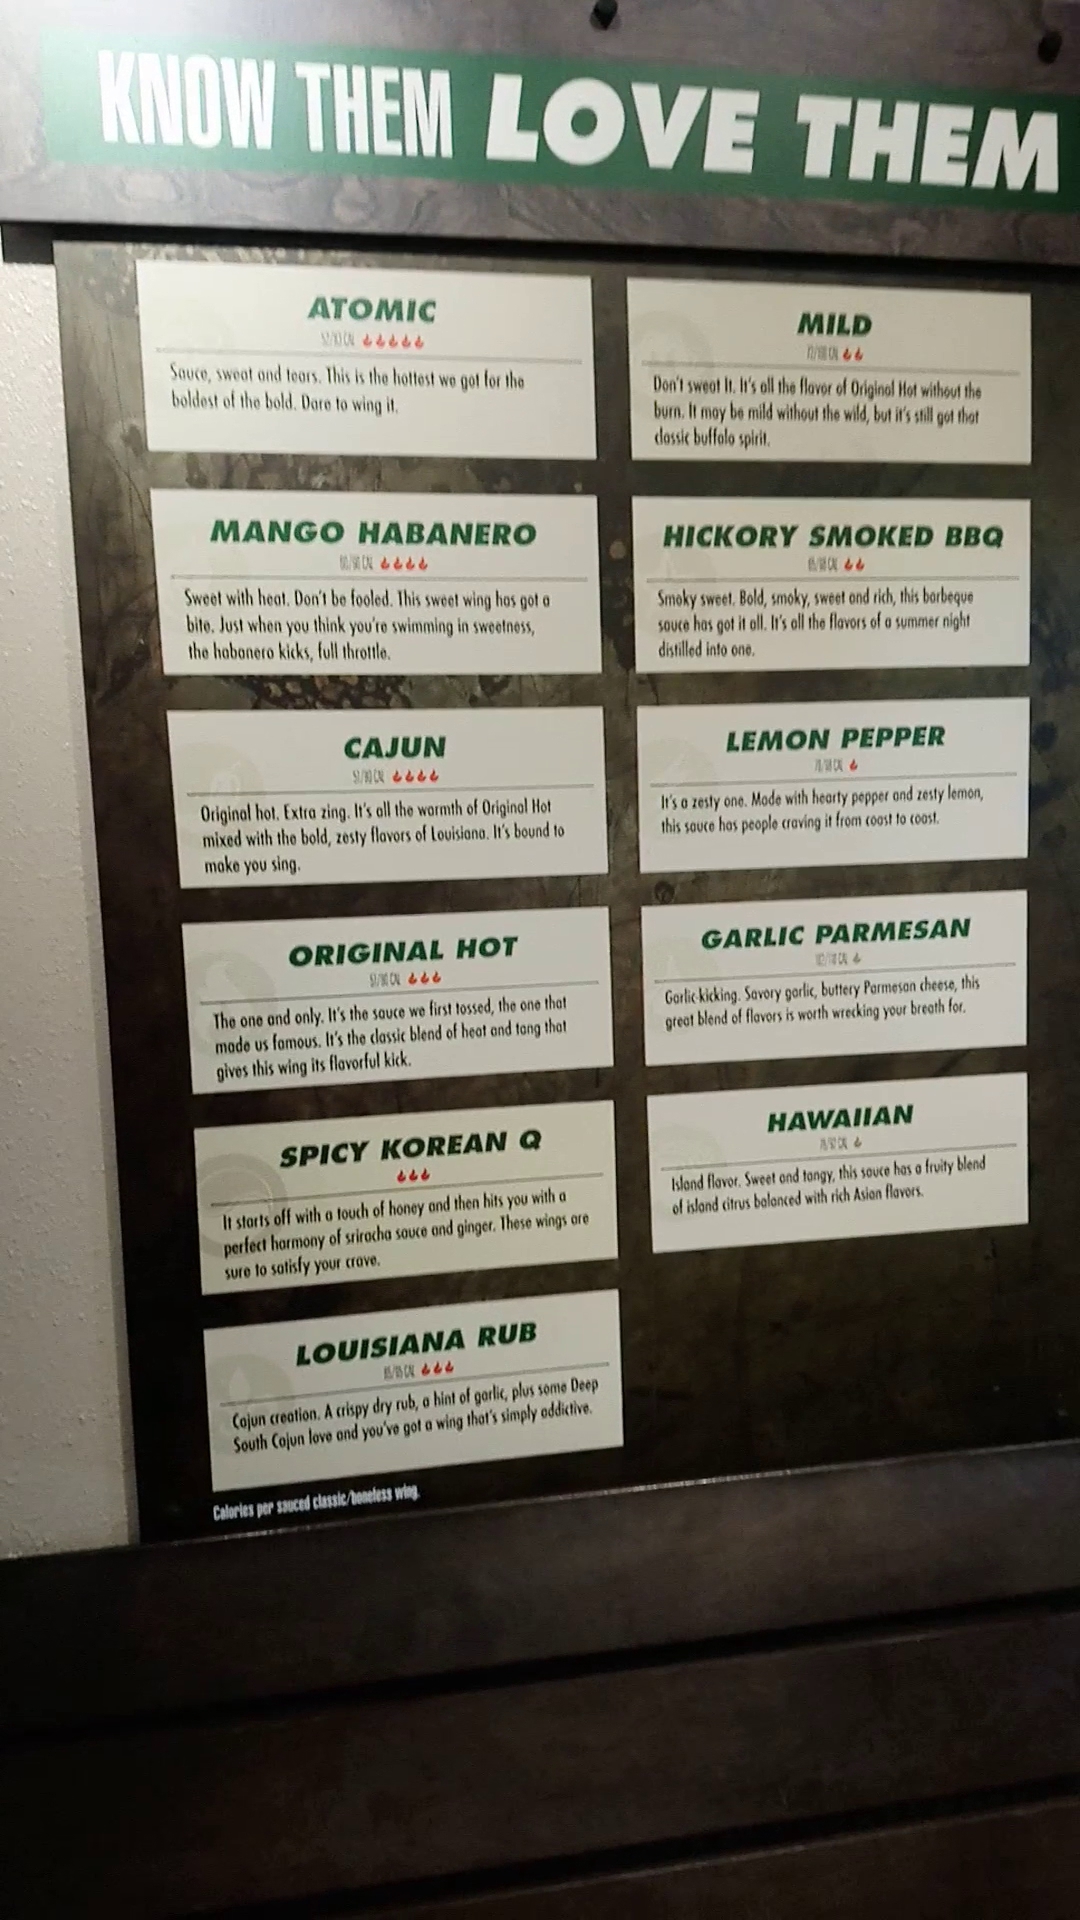 KNOW THEM LOVE THEM
ATOMIC
Sauce, sweat and tears. This is the hottest we got for the
boldest of the bold. Dare to wing it.
MANGO HABANERO
Sweet with heat. Don't be fooled. This sweet wing has got a
bite. Just when you think you're swimming in sweetness,
the habanero kicks, full throttle.
CAJUN
Original hot. Extra zing. It's all the warmth of Original Hot
mixed with the bold, zesty flavors of Louisiana. It's bound to
make you sing.
ORIGINAL HOT
The one and only. It's the sauce we first tossed, the one that
made us famous. It's the classic blend of heat and tang that
gives this wing its flavorful kick.
SPICY KOREAN Q
It starts off with a touch of honey and then hits you with a
perfect harmony of sriracha sauce and ginger. These wings are
sure to satisfy your crave.
LOUISIANA RUB
Cajun creation. A crispy dry rub, a hint of garlic, plus some Deep
South Cajun love and you've got a wing that's simply addictive.
Calories per sauced classic/boneless wing.
MILD
Don't sweat it. It's all the flavor of Original Hot without the
burn. It may be mild without the wild, but it's still got that
classic buffalo spirit.
HICKORY SMOKED BBQ
Smoky sweet. Bold, smoky, sweet and rich, this barbeque
sauce has got it all. It's all the flavors of a summer night
distilled into one.
LEMON PEPPER
It's a zesty one. Made with hearty pepper and zesty lemon,
this sauce has people craving it from coast to coast.
GARLIC PARMESAN
Garlic-kicking. Savory garlic, buttery Parmesan cheese, this
great blend of flavors is worth wrecking your breath for.
HAWAIIAN
Island flavor. Sweet and tangy, this sauce has a fruity blend
of island citrus balanced with rich Asian flavors.